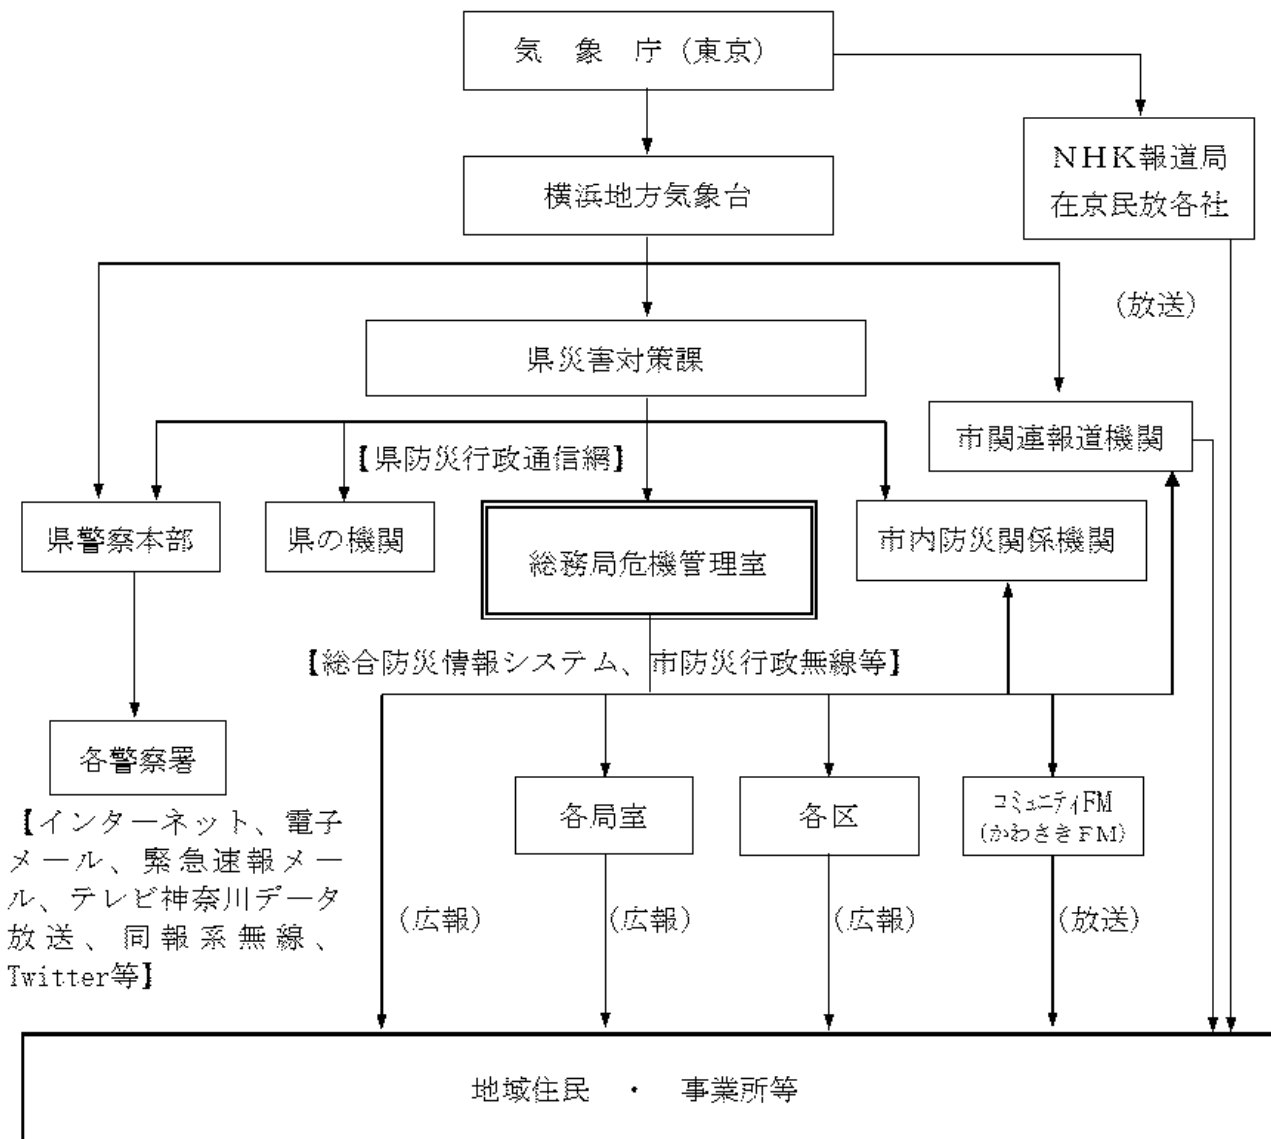 気　象　庁（東京）
NHK報道局
在京民放各社
横浜地方気象台
（放送）
県災害対策課
市関連報道機関
【県防災行政通信網】
県警察本部
県の機関
総務局危機管理室
市内防災関係機関
【総合防災情報システム、市防災行政無線等】
各警察署
各局室
各区
コミュニティFM
（かわさきFM）
【インターネット、電子
メール、緊急速報メー
ル、テレビ神奈川データ
放送、同報系無線、
Twitter等】
（広報）
（広報）
（広報）
（放送）
地域住民　・　事業所等